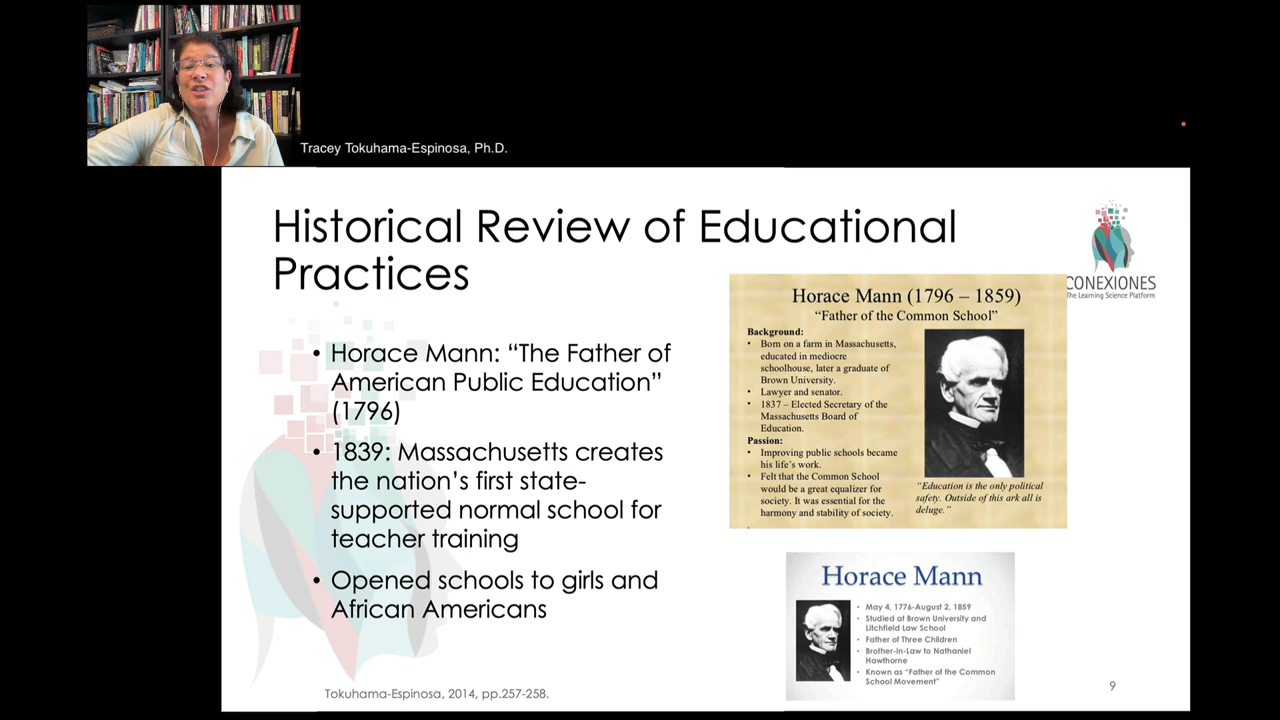 Tracey Tokuhama-Espinosa, Ph.D.
Historical Review of Educational
Practices
CONEXIONES
The Learning Science Platform
• Horace Mann: “The Father of
American Public Education”
(1796)
• 1839: Massachusetts creates
the nation’s first state-
supported normal school for
teacher training
• Opened schools to girls and
African Americans
Horace Mann (1796 – 1859)
“Father of the Common School”
Background:
• Born on a farm in Massachusetts,
educated in mediocre
schoolhouse, later a graduate of
Brown University.
• Lawyer and senator.
• 1837 – Elected Secretary of the
Massachusetts Board of
Education.
Passion:
• Improving public schools became
his life’s work.
• Felt that the Common School
would be a great equalizer for
society. It was essential for the
harmony and stability of society.
“Education is the only political
safety. Outside of this ark all is
deluge.”
Horace Mann
• May 4, 1776-August 2, 1859
• Studied at Brown University and
Litchfield Law School
• Father of Three Children
• Brother-in-Law to Nathaniel
Hawthorne
• Known as “Father of the Common
School Movement”
Tokuhama-Espinosa, 2014, pp.257-258.
9